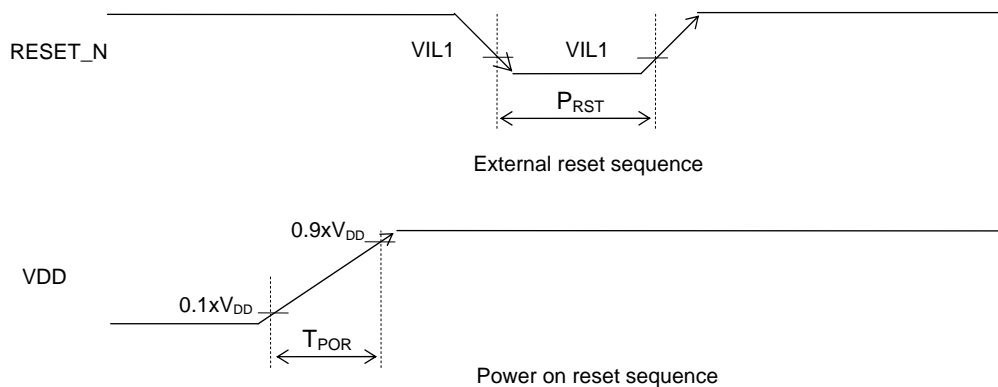 RESET_N
VIL1
VIL1
PRST
External reset sequence
0.9xVDD
VDD
0.1xVDD
TPOR
Power on reset sequence